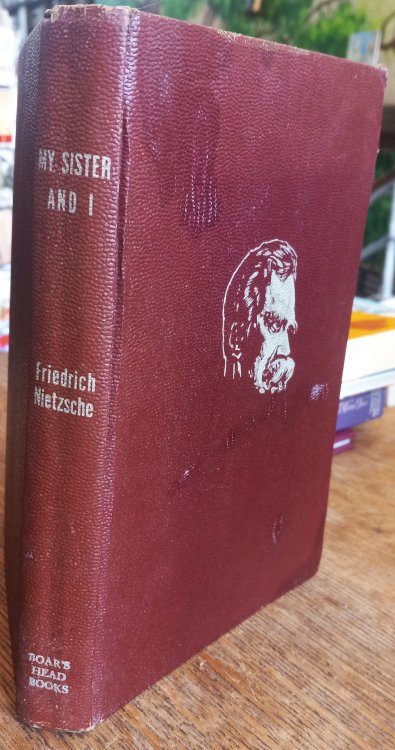 MY SISTER
AND I
Friedrich
Nietzsche
BOAR'S
HEAD
BOOKS